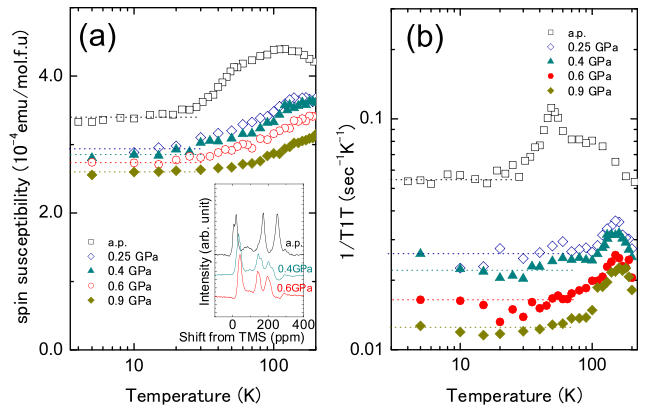 (a)
spin susceptibility (10⁻⁴emu/mol.f.u)
4.0
3.0
2.0
0.0
a.p.
0.25 GPa
0.4 GPa
0.6 GPa
0.9 GPa
Intensity (arb. unit)
a.p.
0.4GPa
0.6GPa
0 200 400
Shift from TMS (ppm)
10 100
Temperature (K)
(b)
1/T1T (sec⁻¹K⁻¹)
0.1
0.01
a.p.
0.25 GPa
0.4 GPa
0.6 GPa
0.9 GPa
10 100
Temperature (K)